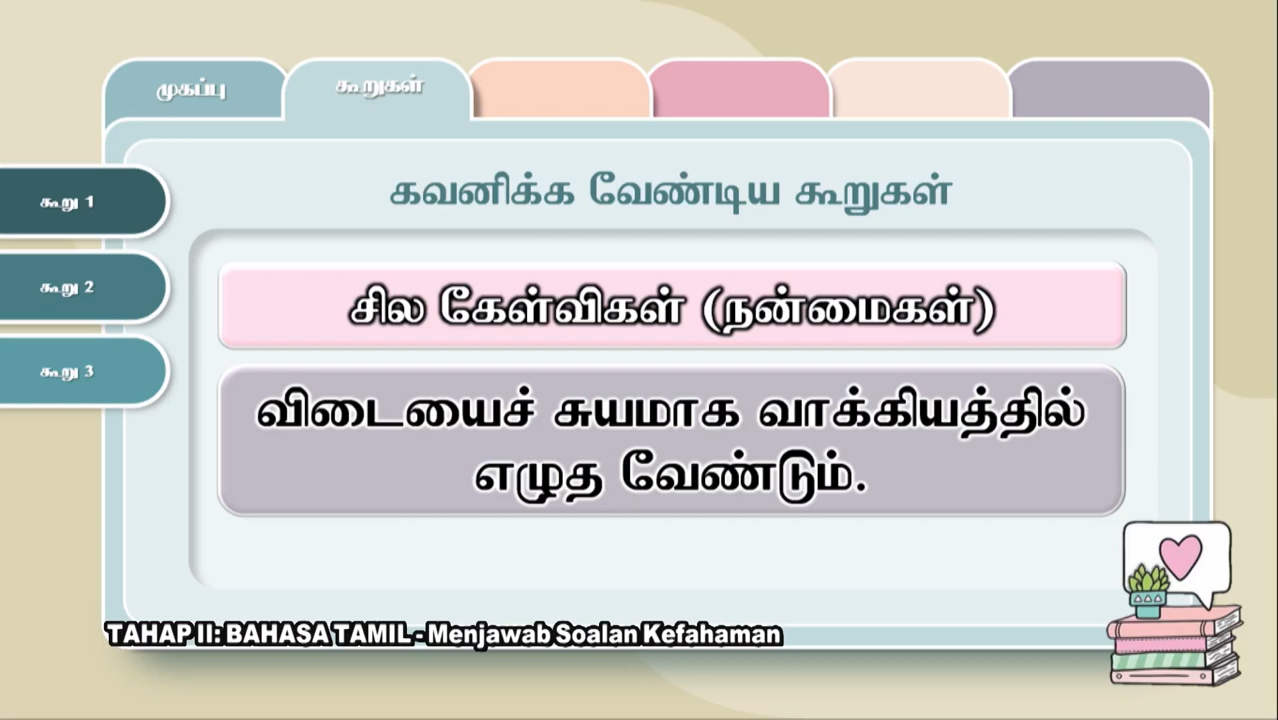 முகப்பு
கூறுகள்
கூறு 1
கூறு 2
கூறு 3
கவனிக்க வேண்டிய கூறுகள்
சில கேள்விகள் (நன்மைகள்)
விடையைச் சுயமாக வாக்கியத்தில்
எழுத வேண்டும்.
TAHAP II: BAHASA TAMIL - Menjawab Soalan Kefahaman